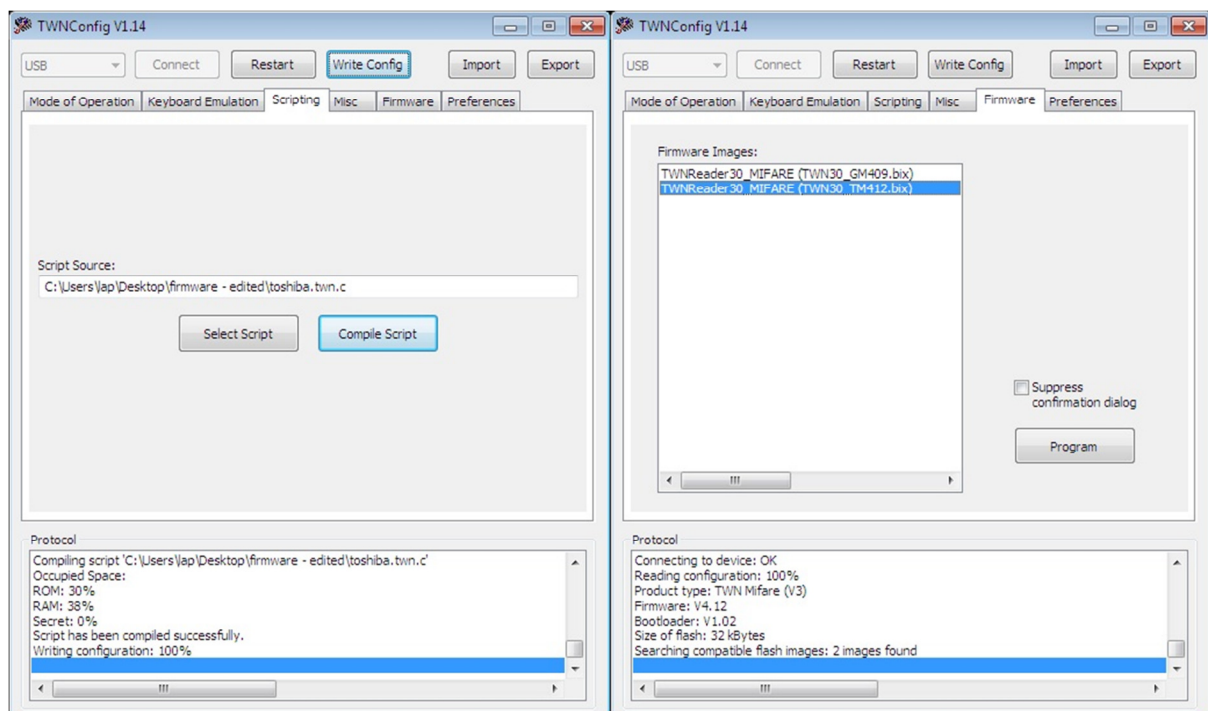 TWNConfig V1.14
USB
Connect
Restart
Write Config
Import
Export
Mode of Operation
Keyboard Emulation
Scripting
Misc
Firmware
Preferences
Script Source:
C:\Users\lap\Desktop\firmware - edited\toshiba.twn.c
Select Script
Compile Script
Protocol
Compiling script 'C:\Users\lap\Desktop\firmware - edited\toshiba.twn.c'
Occupied Space:
ROM: 30%
RAM: 38%
Secret: 0%
Script has been compiled successfully.
Writing configuration: 100%
TWNConfig V1.14
USB
Connect
Restart
Write Config
Import
Export
Mode of Operation
Keyboard Emulation
Scripting
Misc
Firmware
Preferences
Firmware Images:
TWNReader30_MIFARE (TWN30_GM409.bix)
TWNReader30_MIFARE (TWN30_TM412.bix)
Suppress
confirmation dialog
Program
Protocol
Connecting to device: OK
Reading configuration: 100%
Product type: TWN Mifare (V3)
Firmware: V4.12
Bootloader: V1.02
Size of flash: 32 kBytes
Searching compatible flash images: 2 images found